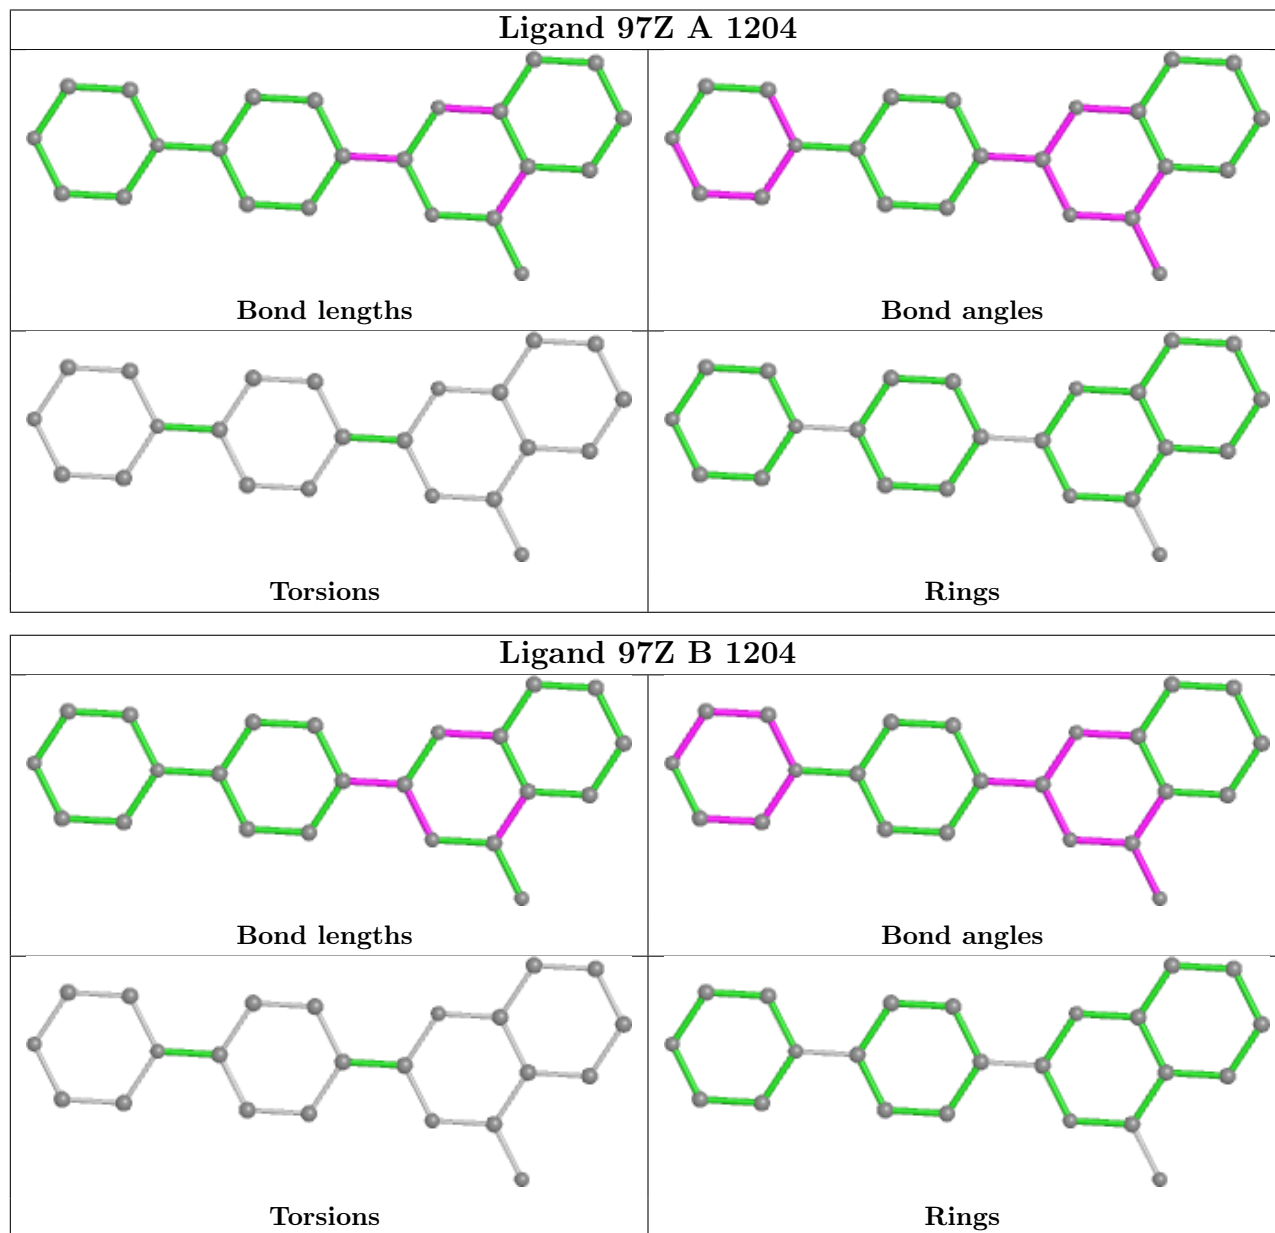 Ligand 97Z A 1204
Bond lengths
Bond angles
Torsions
Rings
Ligand 97Z B 1204
Bond lengths
Bond angles
Torsions
Rings